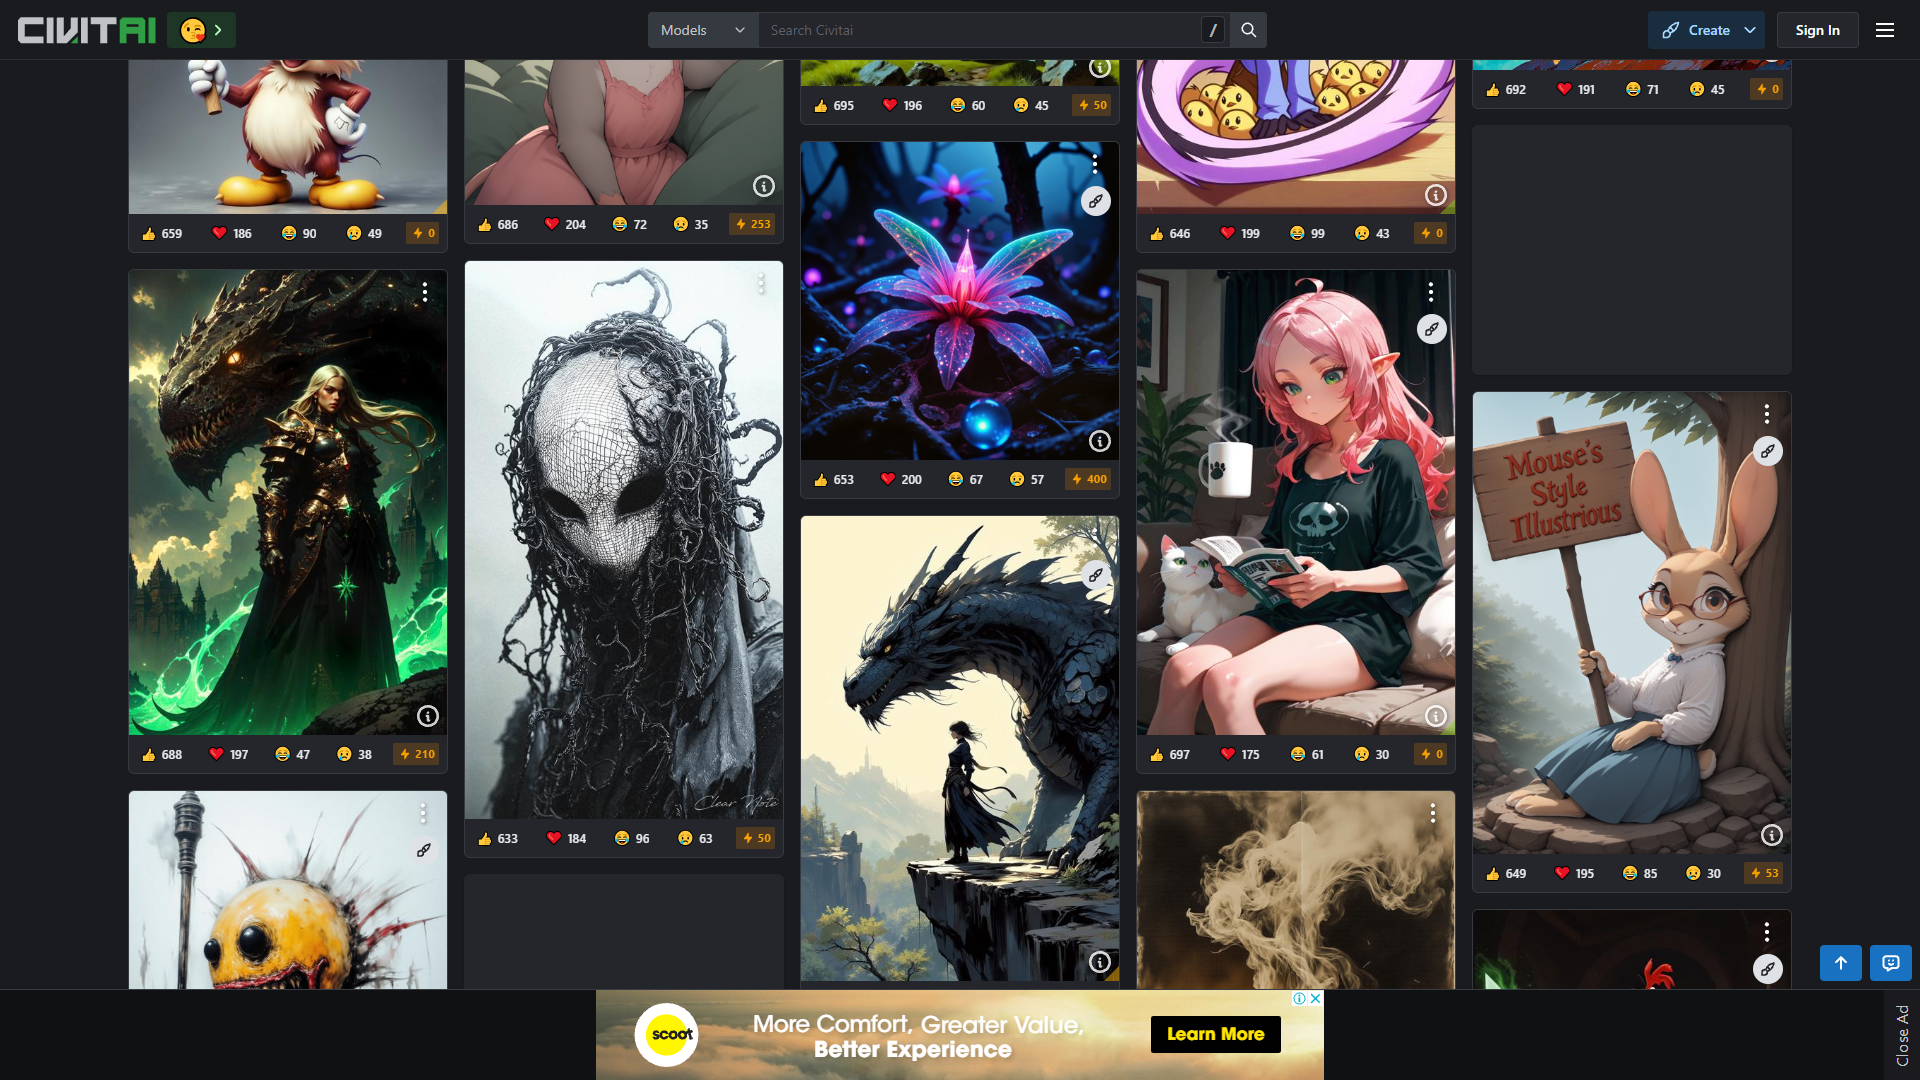 CIVITAI
Models
Search Civitai
/
Create
Sign In
659 186 90 49 0
686 204 72 35 253
695 196 60 45 50
646 199 99 43 0
692 191 71 45 0
653 200 67 57 400
Mouse's
Style
Illustrious
688 197 47 38 210
Clear Note
633 184 96 63 50
697 175 61 30 0
649 195 85 30 53
scoot
More Comfort, Greater Value,
Better Experience
Learn More
Close Ad